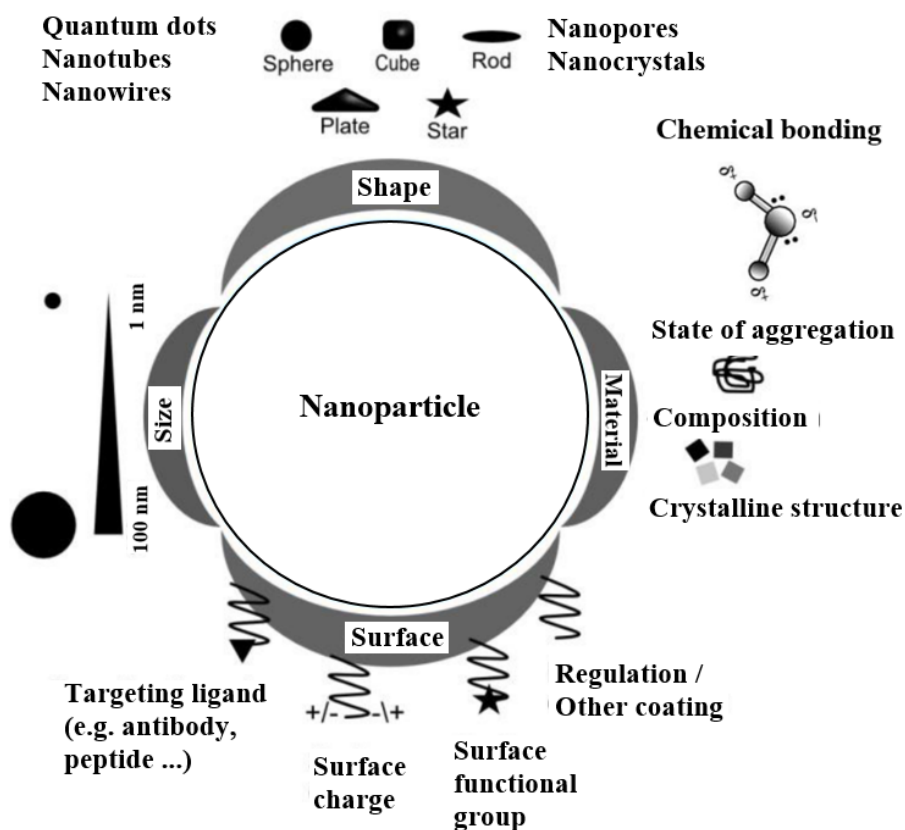 Quantum dots
Nanotubes
Nanowires
Sphere
Cube
Rod
Nanopores
Nanocrystals
Plate
Star
Chemical bonding
Shape
δ+
δ-
δ+
1 nm
100 nm
Size
Nanoparticle
Material
State of aggregation
Composition
Crystalline structure
Surface
Targeting ligand
(e.g. antibody,
peptide ...)
+/-
-\+
Surface
charge
Surface
functional
group
Regulation /
Other coating